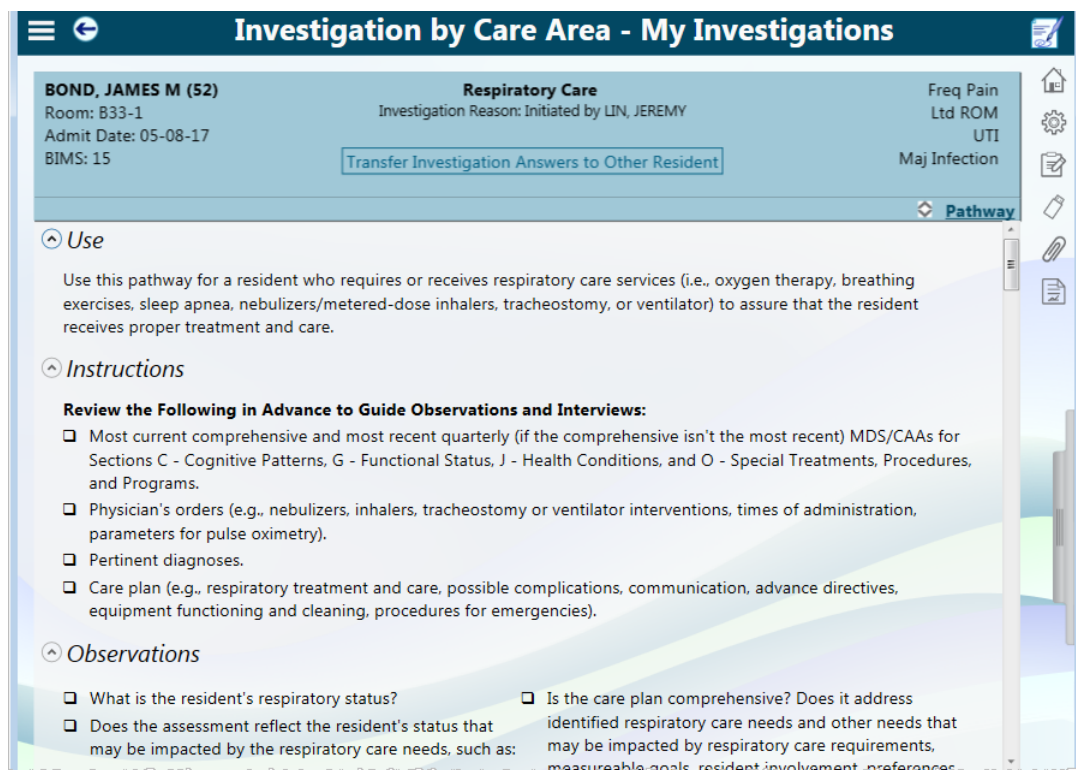 Investigation by Care Area - My Investigations
BOND, JAMES M (52)
Room: B33-1
Admit Date: 05-08-17
BIMS: 15
Respiratory Care
Investigation Reason: Initiated by LIN, JEREMY
Transfer Investigation Answers to Other Resident
Freq Pain
Ltd ROM
UTI
Maj Infection
Pathway
Use
Use this pathway for a resident who requires or receives respiratory care services (i.e., oxygen therapy, breathing
exercises, sleep apnea, nebulizers/metered-dose inhalers, tracheostomy, or ventilator) to assure that the resident
receives proper treatment and care.
Instructions
Review the Following in Advance to Guide Observations and Interviews:
Most current comprehensive and most recent quarterly (if the comprehensive isn't the most recent) MDS/CAAs for
Sections C - Cognitive Patterns, G - Functional Status, J - Health Conditions, and O - Special Treatments, Procedures,
and Programs.
Physician's orders (e.g., nebulizers, inhalers, tracheostomy or ventilator interventions, times of administration,
parameters for pulse oximetry).
Pertinent diagnoses.
Care plan (e.g., respiratory treatment and care, possible complications, communication, advance directives,
equipment functioning and cleaning, procedures for emergencies).
Observations
What is the resident's respiratory status?
Does the assessment reflect the resident's status that
may be impacted by the respiratory care needs, such as:
Is the care plan comprehensive? Does it address
identified respiratory care needs and other needs that
may be impacted by respiratory care requirements,
measureable goals, resident involvement, preferences